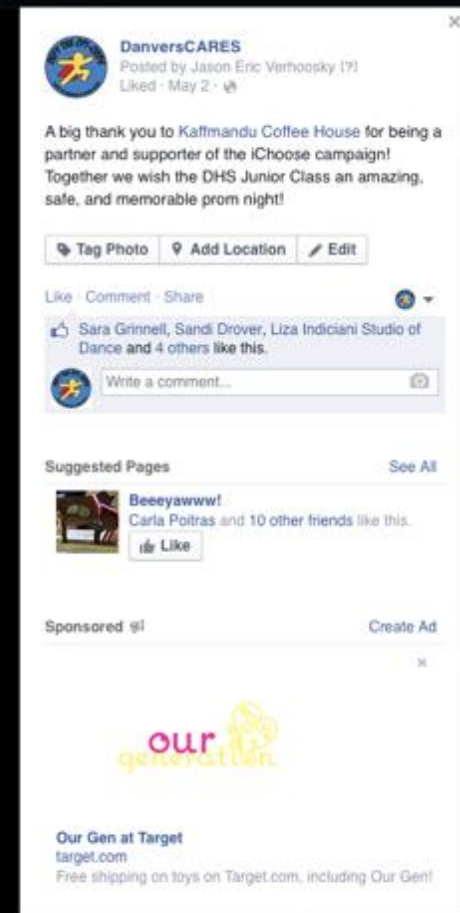 DanversCARES
Posted by Jason Eric Verhoosky [?]
Liked · May 2 ·
A big thank you to Kaffmandu Coffee House for being a
partner and supporter of the iChoose campaign!
Together we wish the DHS Junior Class an amazing,
safe, and memorable prom night!
Tag Photo Add Location Edit
Like · Comment · Share
Sara Grinnell, Sandi Drover, Liza Indiciani Studio of
Dance and 4 others like this.
Write a comment...
Suggested Pages See All
Beeeyawww!
Carla Poitras and 10 other friends like this.
Like
Sponsored Create Ad
our
generation
Our Gen at Target
target.com
Free shipping on toys on Target.com, including Our Gen!